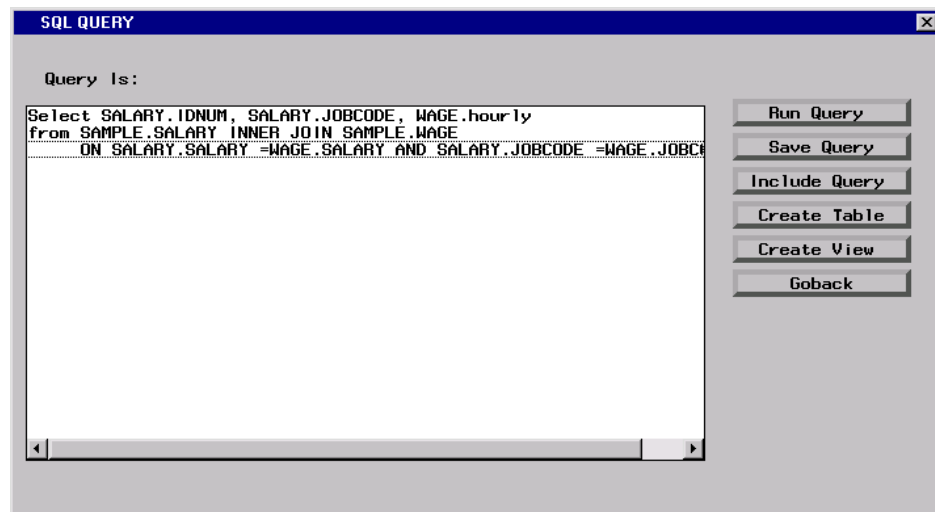 SQL QUERY
Query Is:
Select SALARY.IDNUM, SALARY.JOBCODE, WAGE.hourly
from SAMPLE.SALARY INNER JOIN SAMPLE.WAGE
ON SALARY.SALARY =WAGE.SALARY AND SALARY.JOBCODE =WAGE.JOBC
Run Query
Save Query
Include Query
Create Table
Create View
Goback